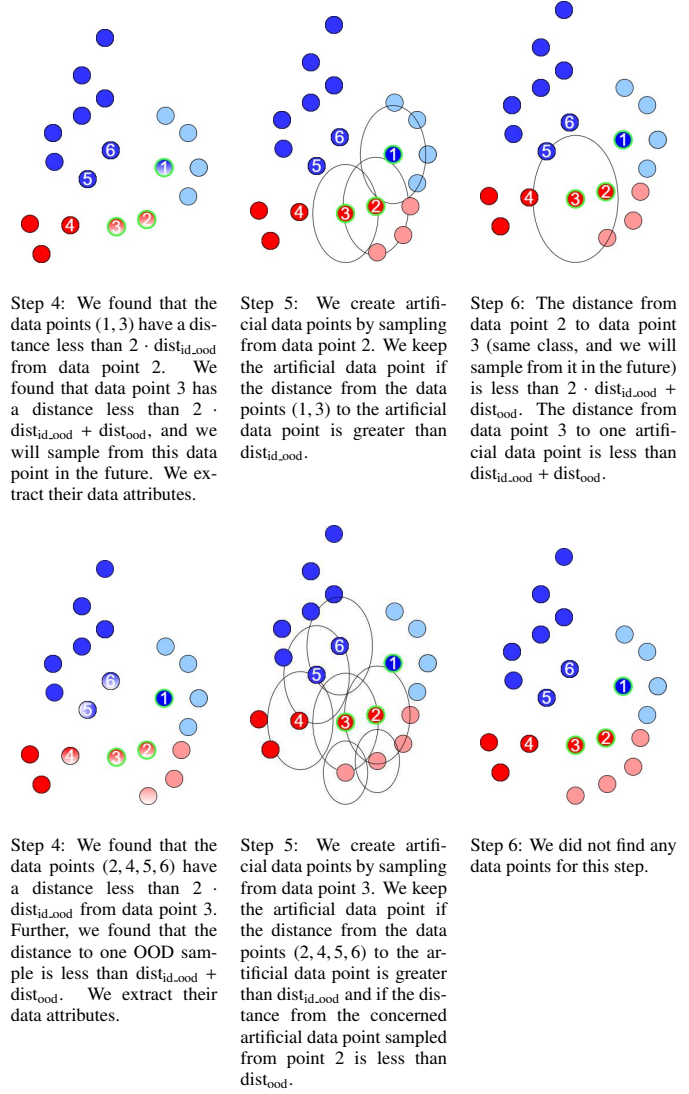 6
1
5
2
4
3
6
1
5
2
4
3
6
1
5
2
4
3
Step 4: We found that the
data points (1, 3) have a dis-
tance less than 2 · dist_id_ood
from data point 2. We
found that data point 3 has
a distance less than 2 ·
dist_id_ood + dist_ood, and we
will sample from this data
point in the future. We ex-
tract their data attributes.
Step 5: We create artifi-
cial data points by sampling
from data point 2. We keep
the artificial data point if
the distance from the data
points (1, 3) to the artificial
data point is greater than
dist_id_ood.
Step 6: The distance from
data point 2 to data point
3 (same class, and we will
sample from it in the future)
is less than 2 · dist_id_ood +
dist_ood. The distance from
data point 3 to one artifi-
cial data point is less than
dist_id_ood + dist_ood.
6
1
5
2
4
3
6
1
5
2
4
3
6
1
5
2
4
3
Step 4: We found that the
data points (2, 4, 5, 6) have
a distance less than 2 ·
dist_id_ood from data point 3.
Further, we found that the
distance to one OOD sam-
ple is less than dist_id_ood +
dist_ood. We extract their
data attributes.
Step 5: We create artifi-
cial data points by sampling
from data point 3. We keep
the artificial data point if
the distance from the data
points (2, 4, 5, 6) to the ar-
tificial data point is greater
than dist_id_ood and if the dis-
tance from the concerned
artificial data point sampled
from point 2 is less than
dist_ood.
Step 6: We did not find any
data points for this step.